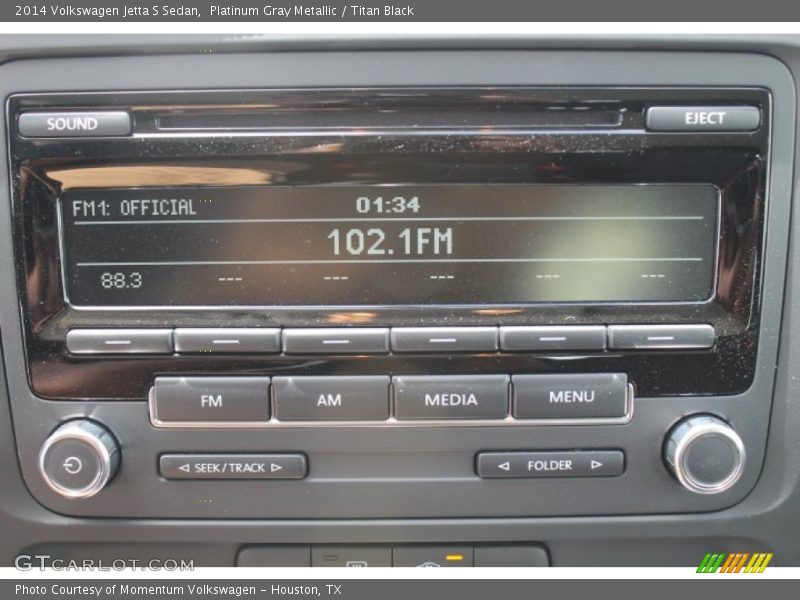 2014 Volkswagen Jetta S Sedan, Platinum Gray Metallic / Titan Black
SOUND
EJECT
FM1: OFFICIAL
01:34
102.1FM
88.3 --- --- --- --- ---
FM
AM
MEDIA
MENU
◁ SEEK / TRACK ▷
◁ FOLDER ▷
GTCARLOT.COM
Photo Courtesy of Momentum Volkswagen - Houston, TX